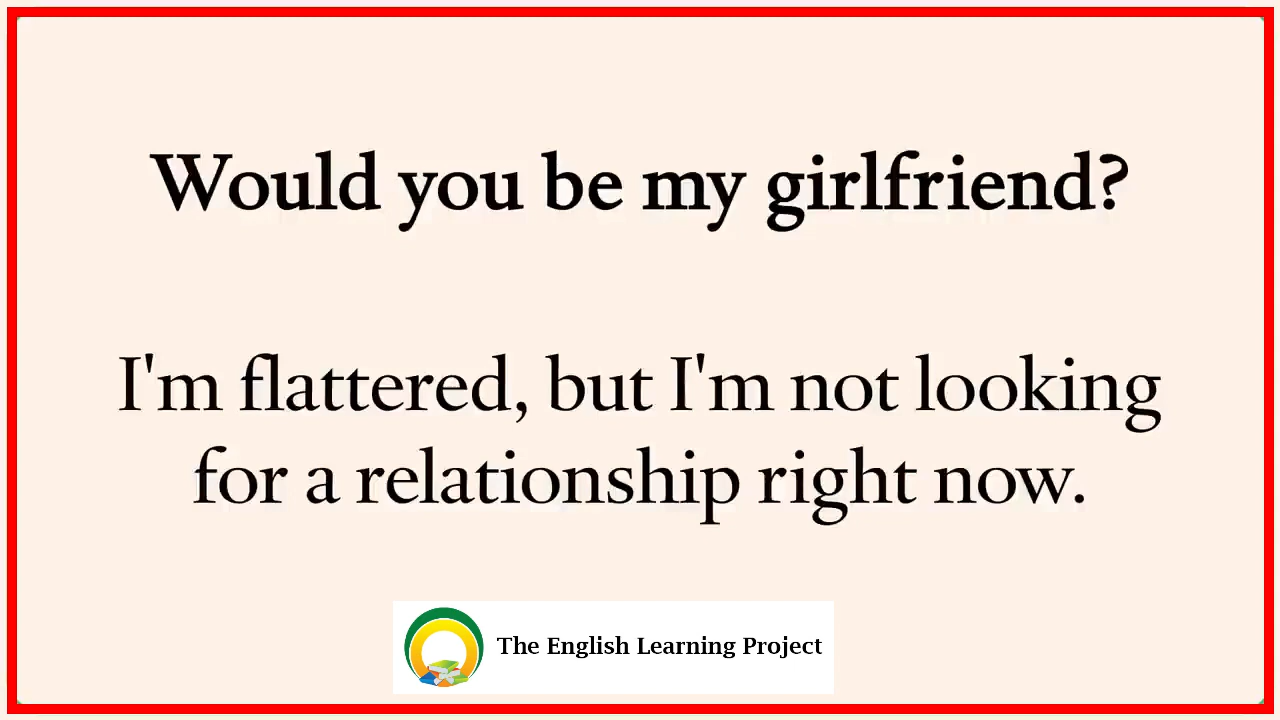 Would you be my girlfriend?
I'm flattered, but I'm not looking
for a relationship right now.
The English Learning Project